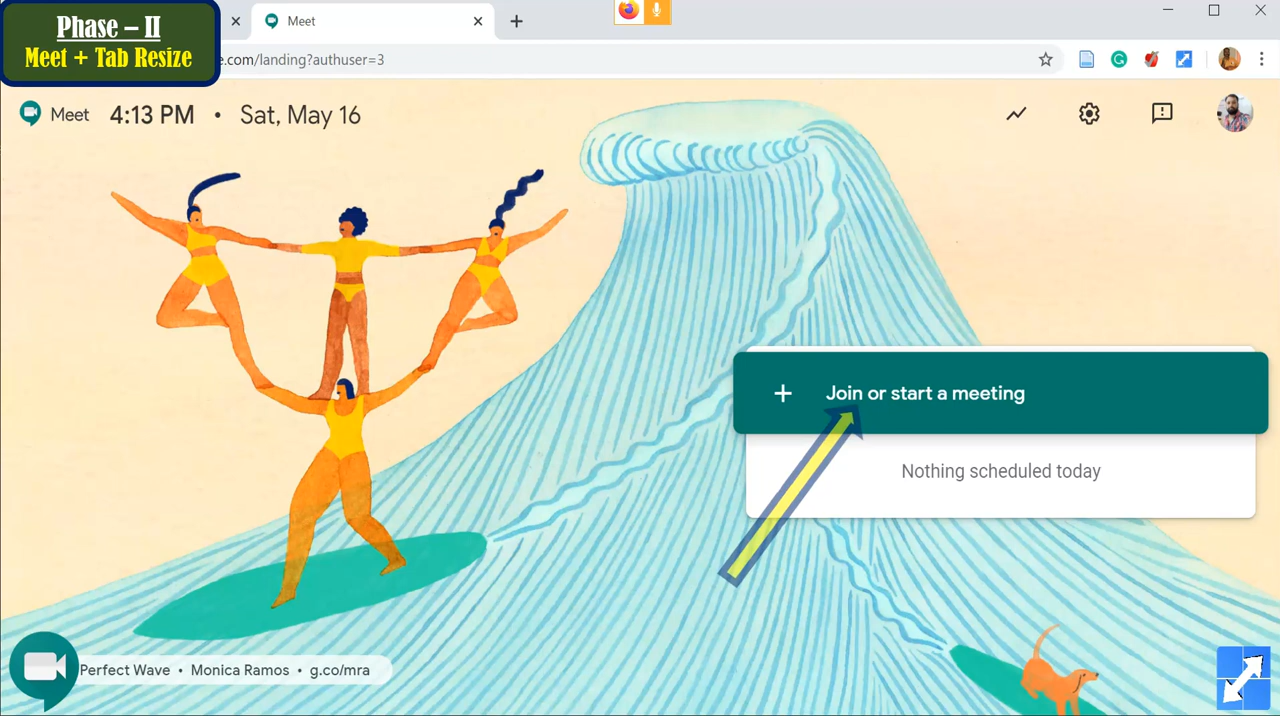 Phase – II
Meet + Tab Resize
Meet
e.com/landing?authuser=3
Meet 4:13 PM • Sat, May 16
Join or start a meeting
Nothing scheduled today
Perfect Wave • Monica Ramos • g.co/mra